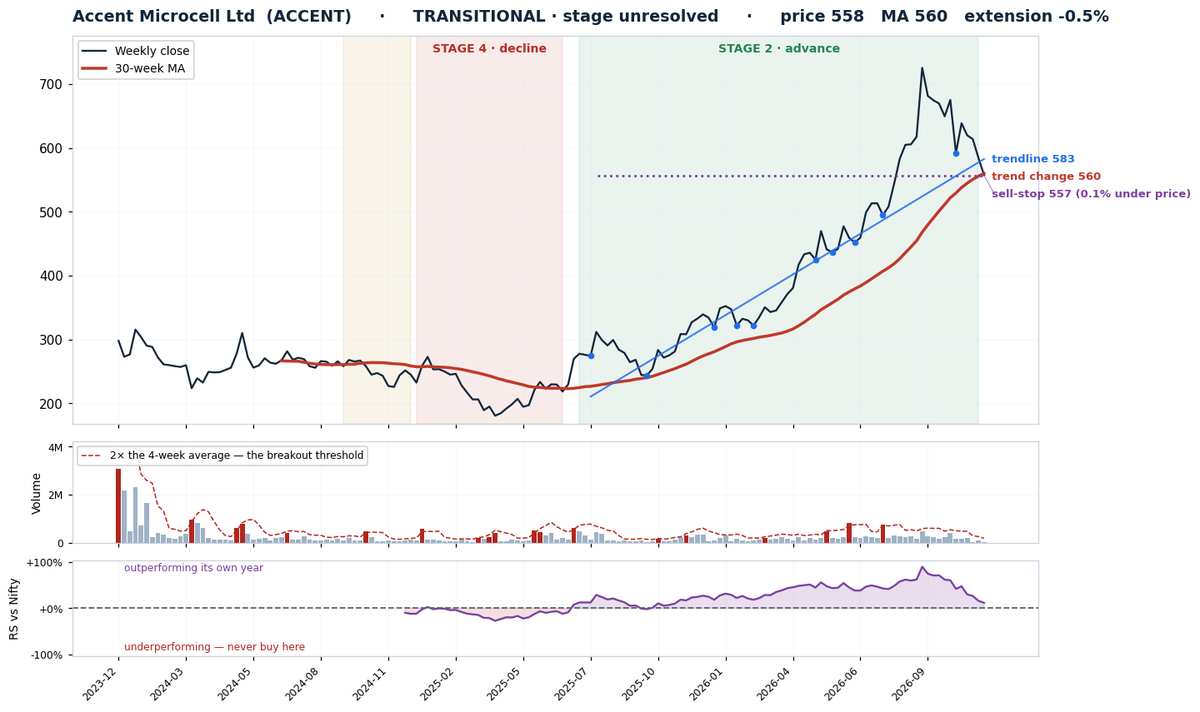 Accent Microcell Ltd (ACCENT) · TRANSITIONAL · stage unresolved · price 558 MA 560 extension -0.5%
Weekly close
30-week MA
STAGE 4 · decline
STAGE 2 · advance
700
600
500
400
300
200
trendline 583
trend change 560
sell-stop 557 (0.1% under price)
Volume
4M
2M
0
2× the 4-week average — the breakout threshold
RS vs Nifty
+100%
+0%
-100%
outperforming its own year
underperforming — never buy here
2023-12
2024-03
2024-05
2024-08
2024-11
2025-02
2025-05
2025-07
2025-10
2026-01
2026-04
2026-06
2026-09